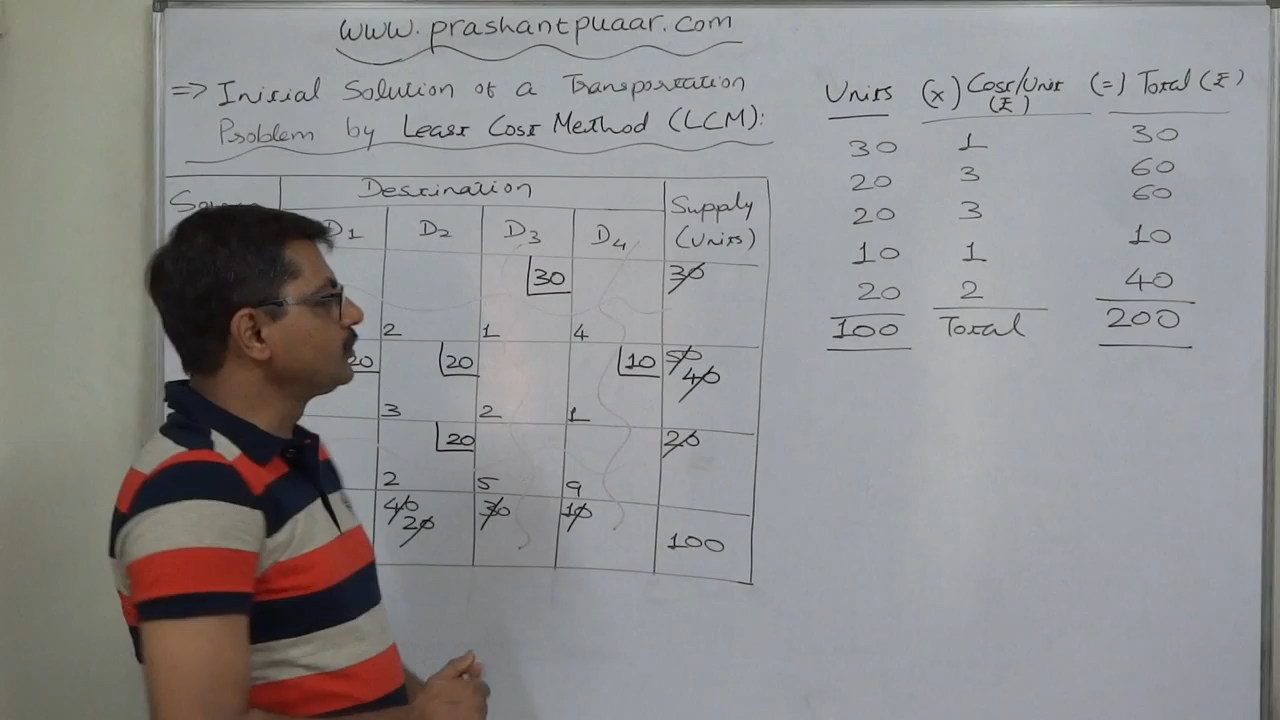 www.prashantpuaar.com
=> Initial Solution of a Transportation
Problem by Least Cost Method (LCM):
Destination Supply (Units)
D1 D2 D3 D4
30 30
2 1 4
20 20 10 50 40
3 2 1
20 20
2 5 9
40 20 30 10
100
Units (x) Cost/Unit (₹) (=) Total (₹)
30 1 30
20 3 60
20 3 60
10 1 10
20 2 40
100 Total 200